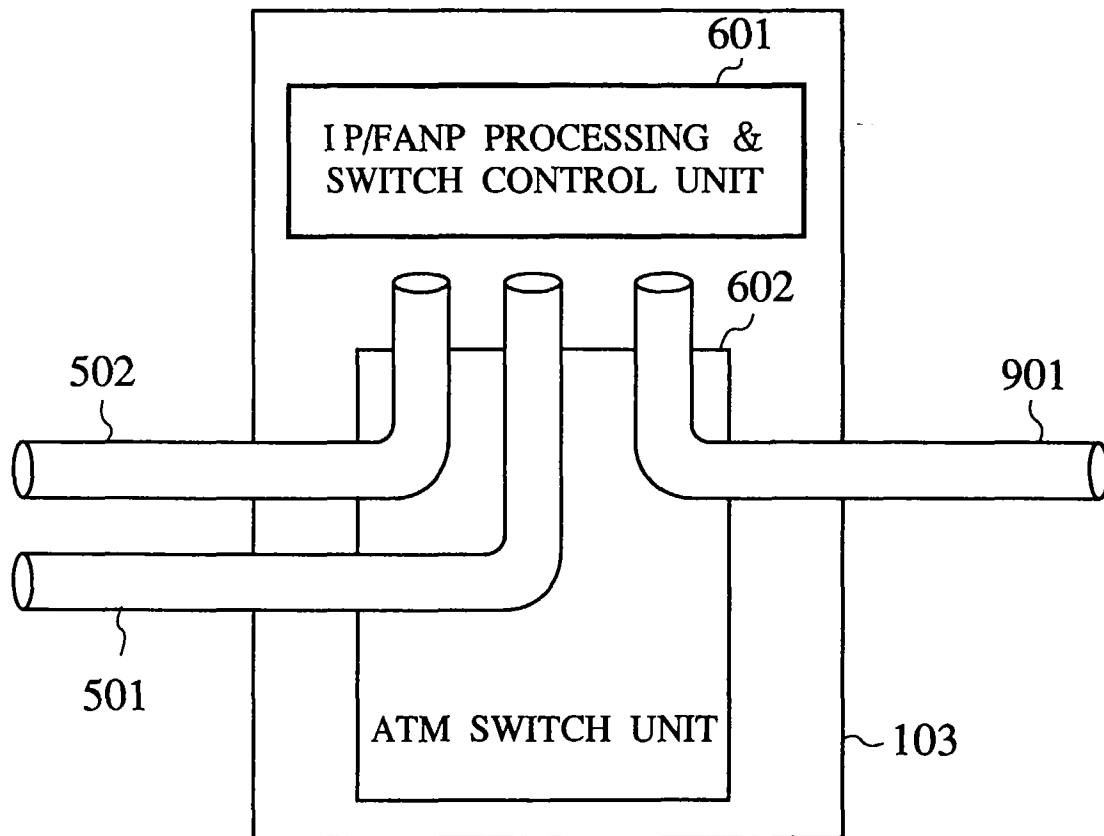 601
IP/FANP PROCESSING &
SWITCH CONTROL UNIT
602
502
901
501
ATM SWITCH UNIT
103